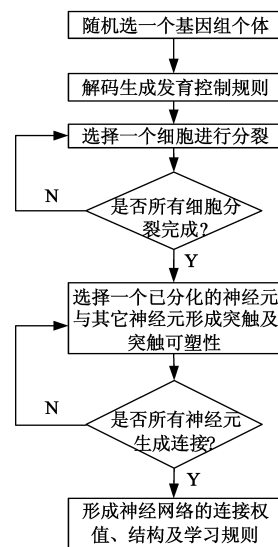 随机选一个基因组个体
解码生成发育控制规则
选择一个细胞进行分裂
N
是否所有细胞分
裂完成?
Y
选择一个已分化的神经元
与其它神经元形成突触及
突触可塑性
N
是否所有神经元
生成连接?
Y
形成神经网络的连接权
值、结构及学习规则